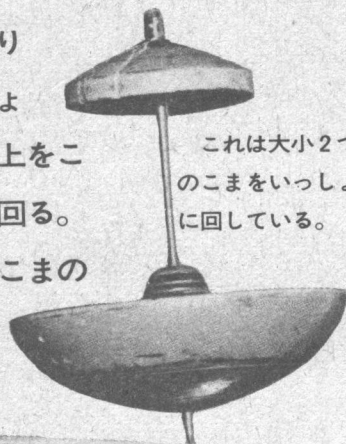 り
よ
上をこ
回る。
こまの
これは大小2つ
のこまをいっしよ
に回している。